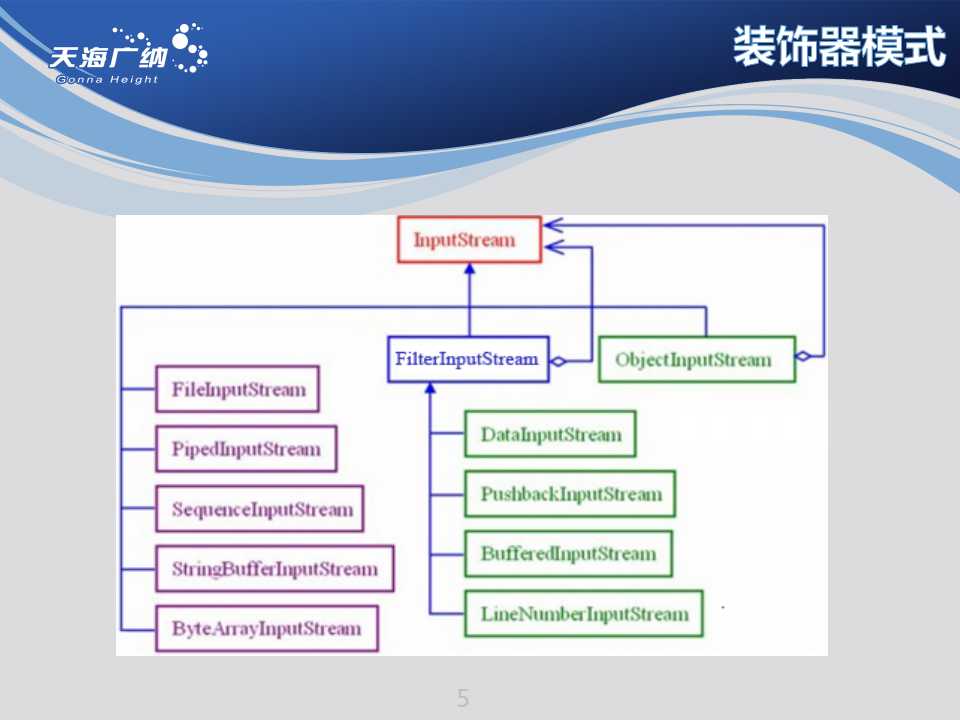 天海广纳
Gonna Height
装饰器模式
InputStream
FilterInputStream
ObjectInputStream
FileInputStream
PipedInputStream
SequenceInputStream
StringBufferInputStream
ByteArrayInputStream
DataInputStream
PushbackInputStream
BufferedInputStream
LineNumberInputStream
5